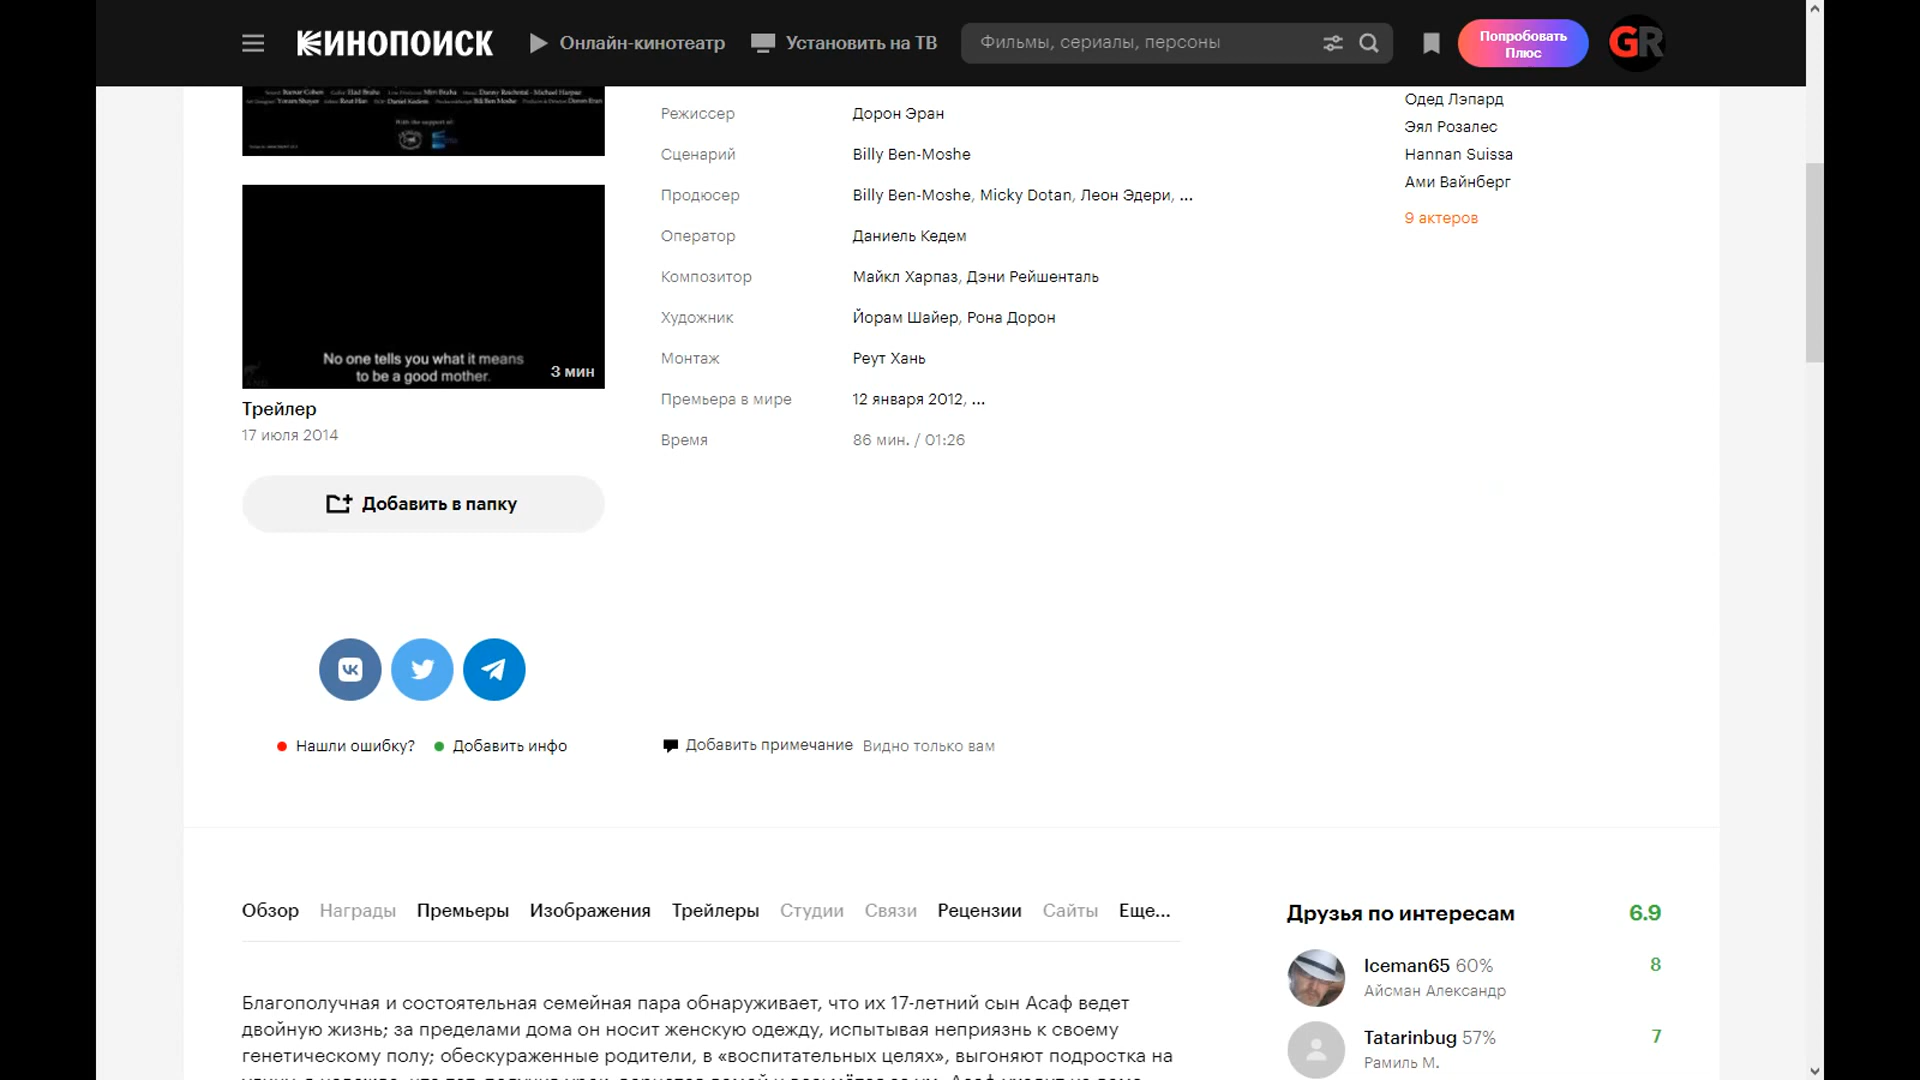 КИНОПОИСК
Онлайн-кинотеатр
Установить на ТВ
Фильмы, сериалы, персоны
Попробовать
Плюс
GR
With the support of:
Режиссер Дорон Эран
Сценарий Billy Ben-Moshe
Продюсер Billy Ben-Moshe, Micky Dotan, Леон Эдери, ...
Оператор Даниель Кедем
Композитор Майкл Харпаз, Дэни Рейшенталь
Художник Йорам Шайер, Рона Дорон
Монтаж Реут Хань
Премьера в мире 12 января 2012, ...
Время 86 мин. / 01:26
Одед Лэпард
Эял Розалес
Hannan Suissa
Ами Вайнберг
9 актеров
No one tells you what it means
to be a good mother.
3 мин
Трейлер
17 июля 2014
Добавить в папку
Нашли ошибку? Добавить инфо
Добавить примечание Видно только вам
Обзор Награды Премьеры Изображения Трейлеры Студии Связи Рецензии Сайты Еще...
Благополучная и состоятельная семейная пара обнаруживает, что их 17-летний сын Асаф ведет
двойную жизнь; за пределами дома он носит женскую одежду, испытывая неприязнь к своему
генетическому полу; обескураженные родители, в «воспитательных целях», выгоняют подростка на
Друзья по интересам 6.9
Iceman65 60% 8
Айсман Александр
Tatarinbug 57% 7
Рамиль М.